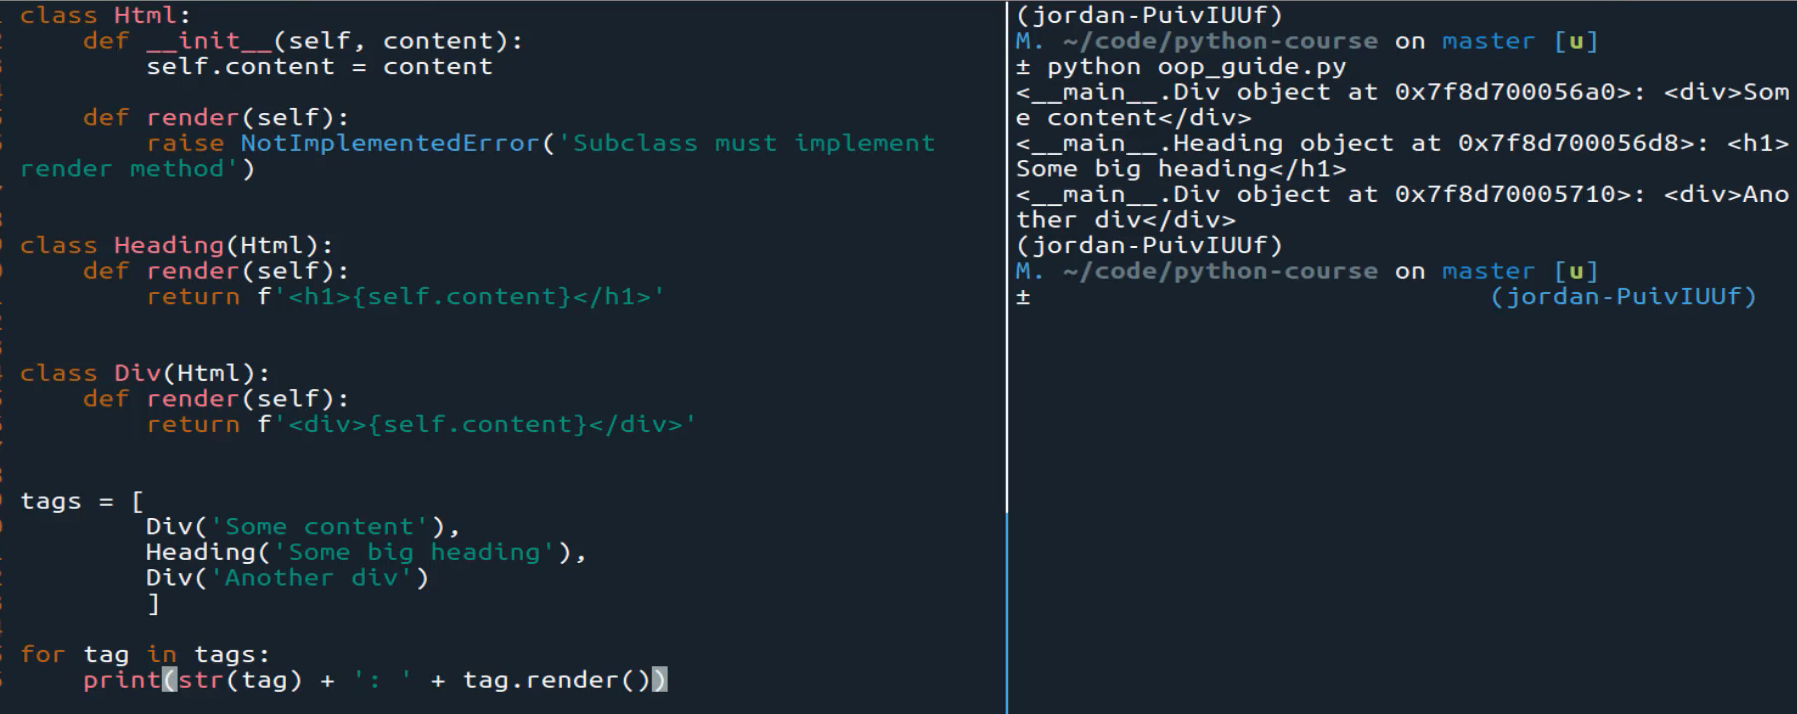 class Html:
    def __init__(self, content):
        self.content = content
    def render(self):
        raise NotImplementedError('Subclass must implement
render method')
class Heading(Html):
    def render(self):
        return f'<h1>{self.content}</h1>'
class Div(Html):
    def render(self):
        return f'<div>{self.content}</div>'
tags = [
        Div('Some content'),
        Heading('Some big heading'),
        Div('Another div')
        ]
for tag in tags:
    print(str(tag) + ': ' + tag.render())
(jordan-PuivIUUf)
M. ~/code/python-course on master [u]
± python oop_guide.py
<__main__.Div object at 0x7f8d700056a0>: <div>Som
e content</div>
<__main__.Heading object at 0x7f8d700056d8>: <h1>
Some big heading</h1>
<__main__.Div object at 0x7f8d70005710>: <div>Ano
ther div</div>
(jordan-PuivIUUf)
M. ~/code/python-course on master [u]
± (jordan-PuivIUUf)